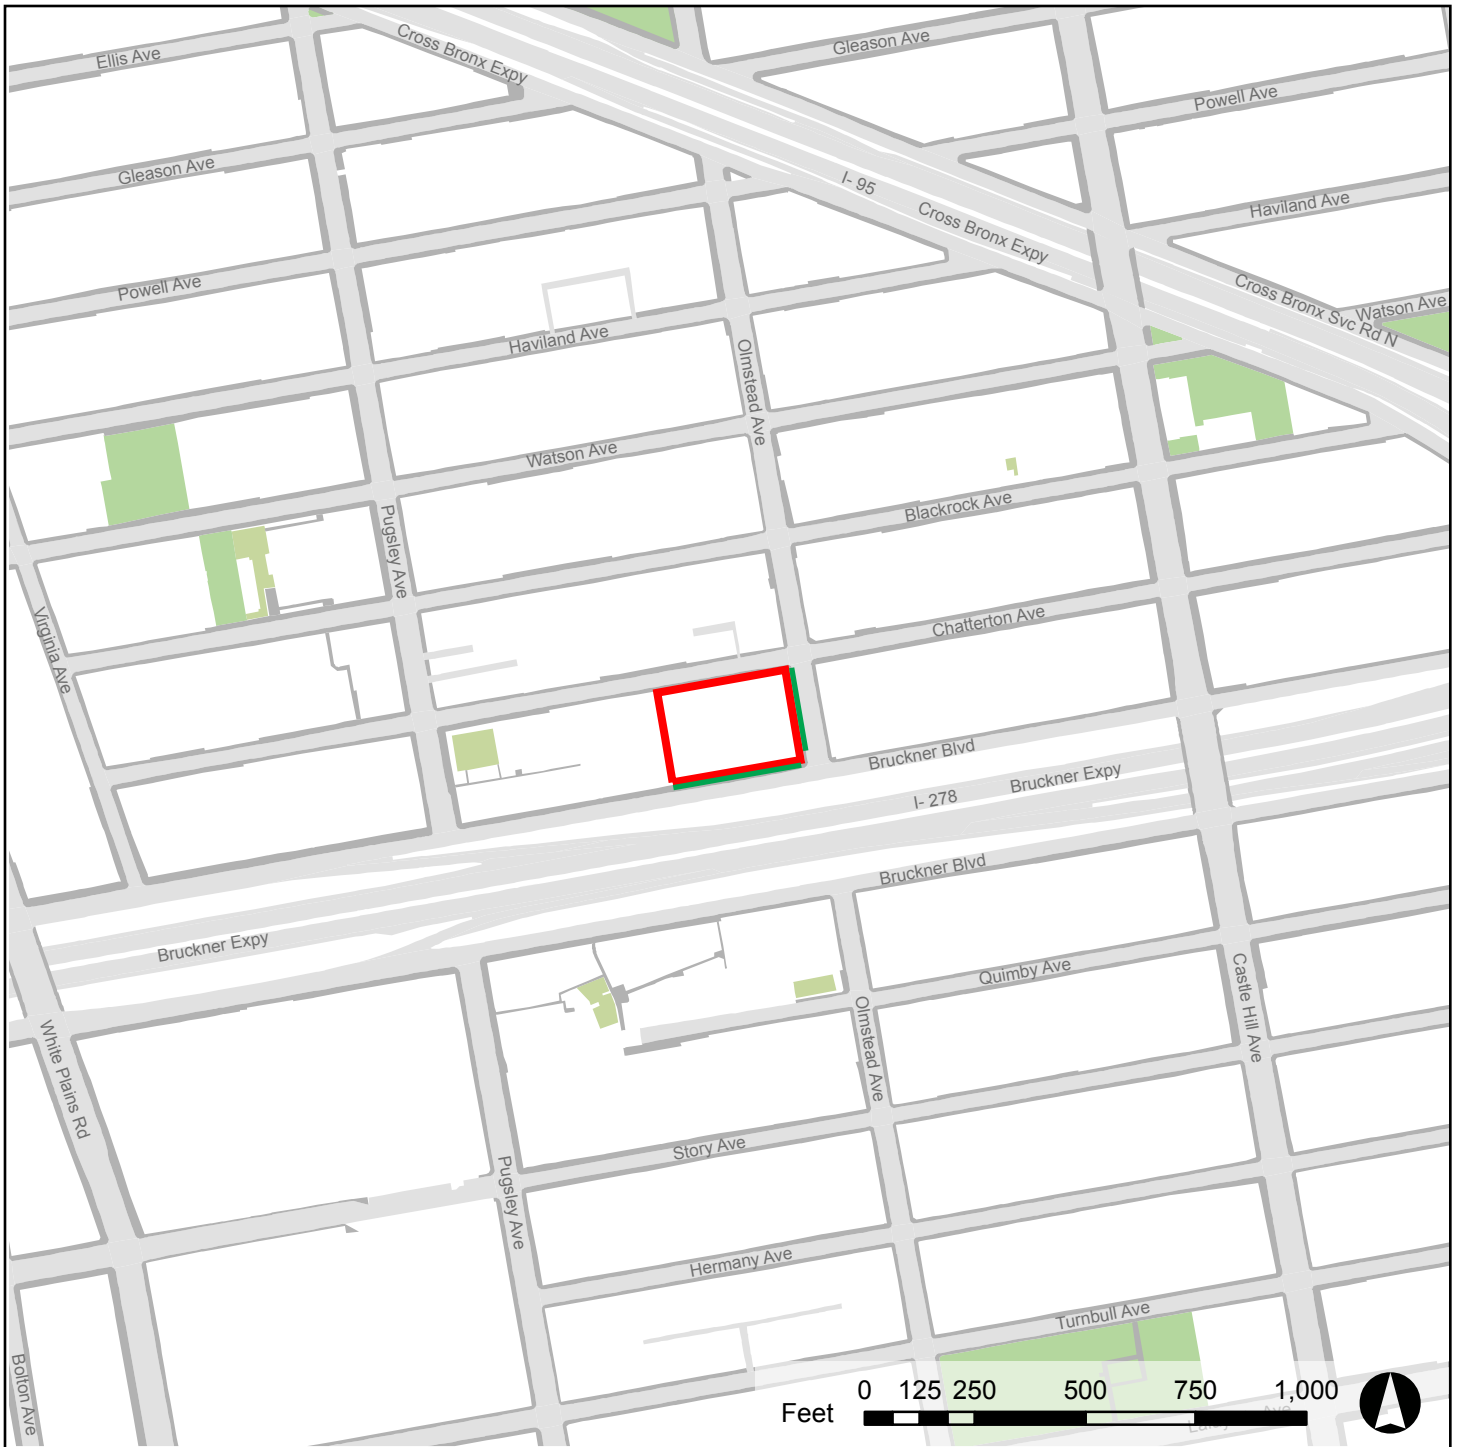 Ellis Ave
Cross Bronx Expy
Gleason Ave
Powell Ave
Gleason Ave
I- 95
Cross Bronx Expy
Haviland Ave
Powell Ave
Cross Bronx Svc Rd N
Watson Ave
Haviland Ave
Olmstead Ave
Watson Ave
Blackrock Ave
Pugsley Ave
Virginia Ave
Chatterton Ave
Bruckner Blvd
I- 278
Bruckner Expy
Bruckner Blvd
Bruckner Expy
Quimby Ave
Castle Hill Ave
Olmstead Ave
White Plains Rd
Story Ave
Pugsley Ave
Hermany Ave
Turnbull Ave
Bolton Ave
Feet
0 125 250 500 750 1,000